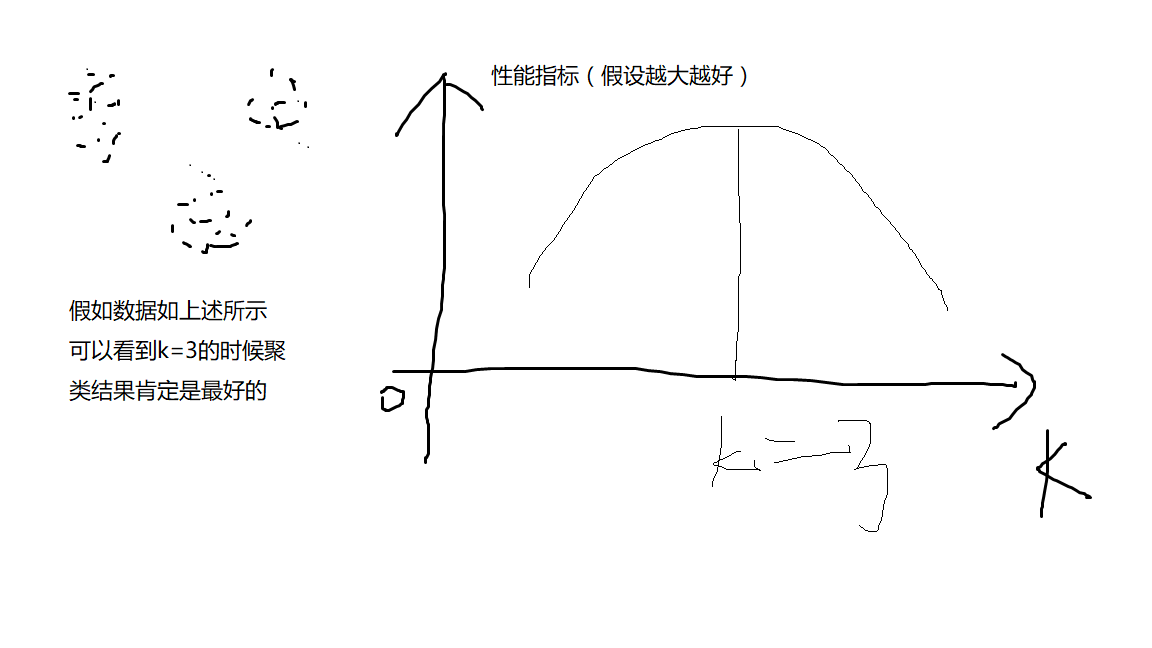 性能指标（假设越大越好）
假如数据如上述所示
可以看到k=3的时候聚
类结果肯定是最好的
0
k=3
K